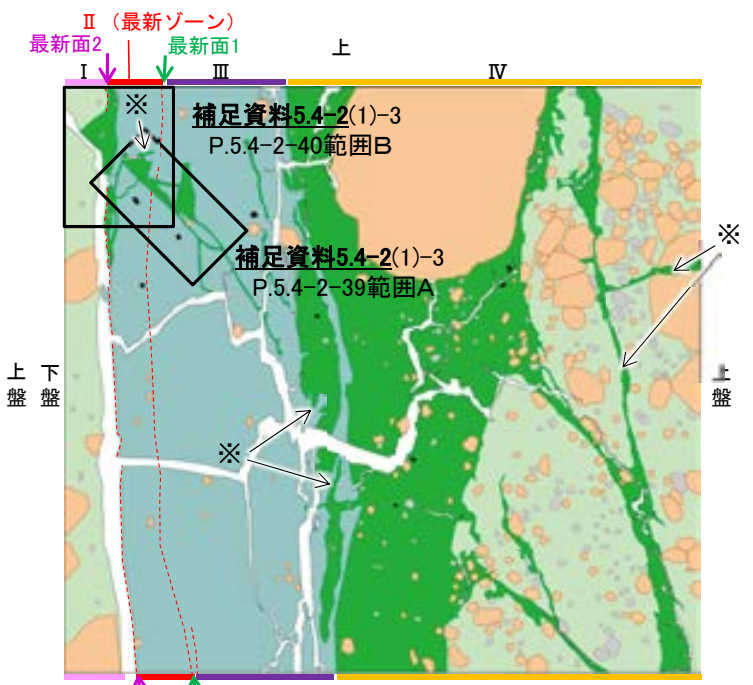 Ⅱ（最新ゾーン）
最新面2
最新面1
上
Ⅰ
Ⅲ
Ⅳ
※
補足資料5.4-2(1)-3
P.5.4-2-40範囲B
補足資料5.4-2(1)-3
P.5.4-2-39範囲A
※
上盤
下盤
上盤
※